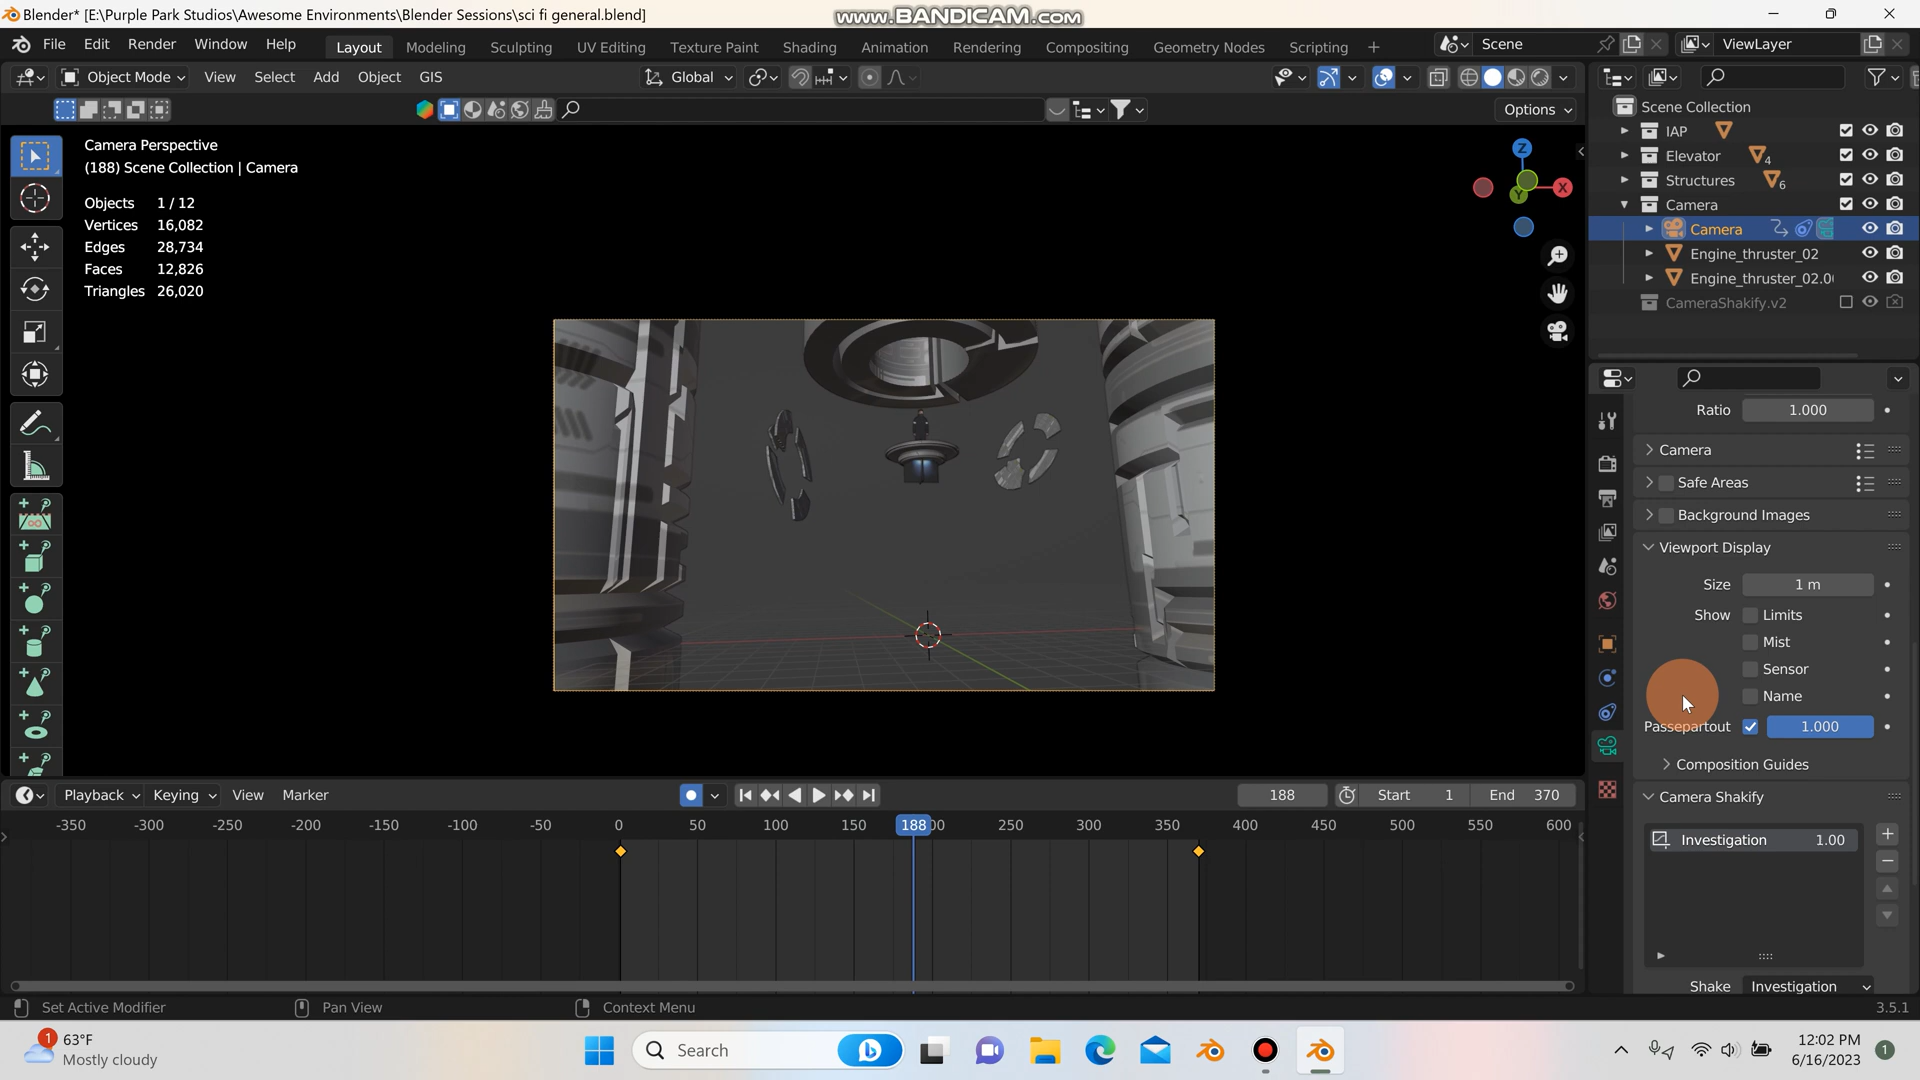 Blender* [E:\Purple Park Studios\Awesome Environments\Blender Sessions\sci fi general.blend]
www.BANDICAM.com
File Edit Render Window Help
Layout Modeling Sculpting UV Editing Texture Paint Shading Animation Rendering Compositing Geometry Nodes Scripting +
Scene
ViewLayer
Object Mode View Select Add Object GIS
Global
Options
Camera Perspective
(188) Scene Collection | Camera
Objects 1 / 12
Vertices 16,082
Edges 28,734
Faces 12,826
Triangles 26,020
Z
X
Y
Scene Collection
IAP
Elevator 4
Structures 6
Camera
Camera
Engine_thruster_02
Engine_thruster_02.0
CameraShakify.v2
Ratio 1.000
Camera
Safe Areas
Background Images
Viewport Display
Size 1 m
Show Limits
Mist
Sensor
Name
Passepartout 1.000
Composition Guides
Camera Shakify
Investigation 1.00
Shake Investigation
Playback Keying View Marker
188 Start 1 End 370
-350 -300 -250 -200 -150 -100 -50 0 50 100 150 188 00 250 300 350 400 450 500 550 600
Set Active Modifier Pan View Context Menu
3.5.1
1 63°F
Mostly cloudy
Search
12:02 PM
6/16/2023
1